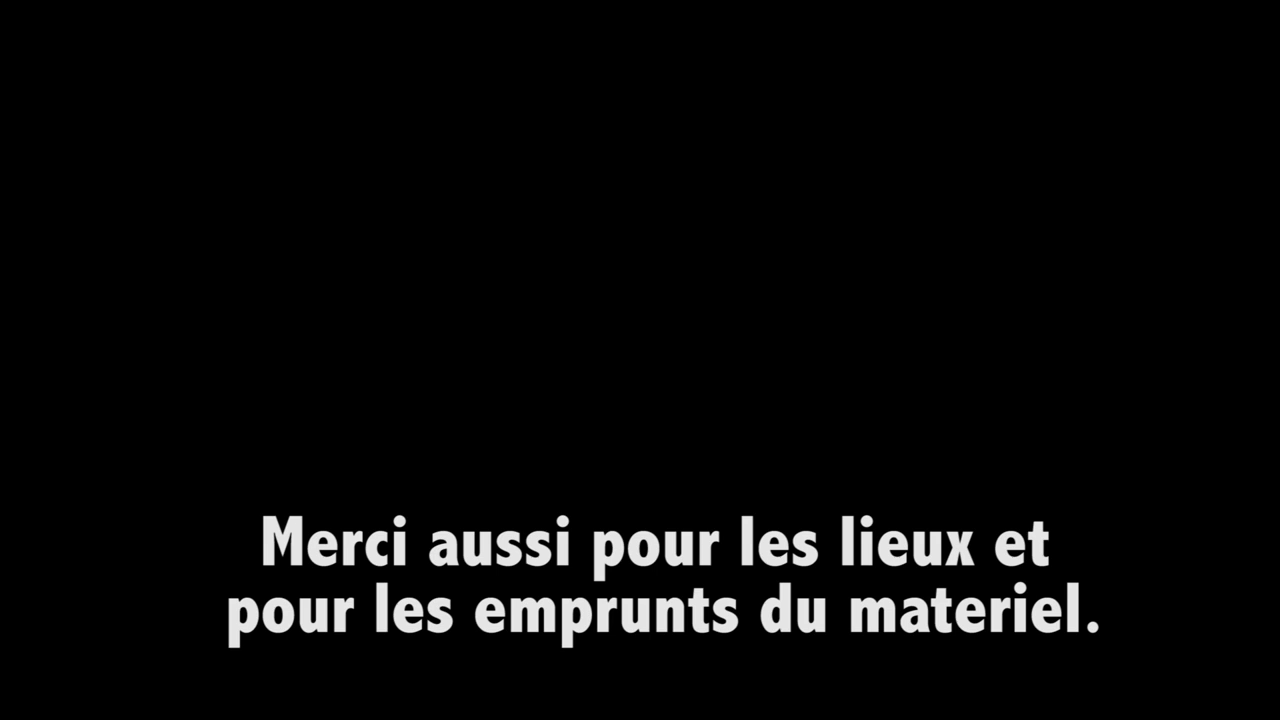 Merci aussi pour les lieux et
pour les emprunts du materiel.